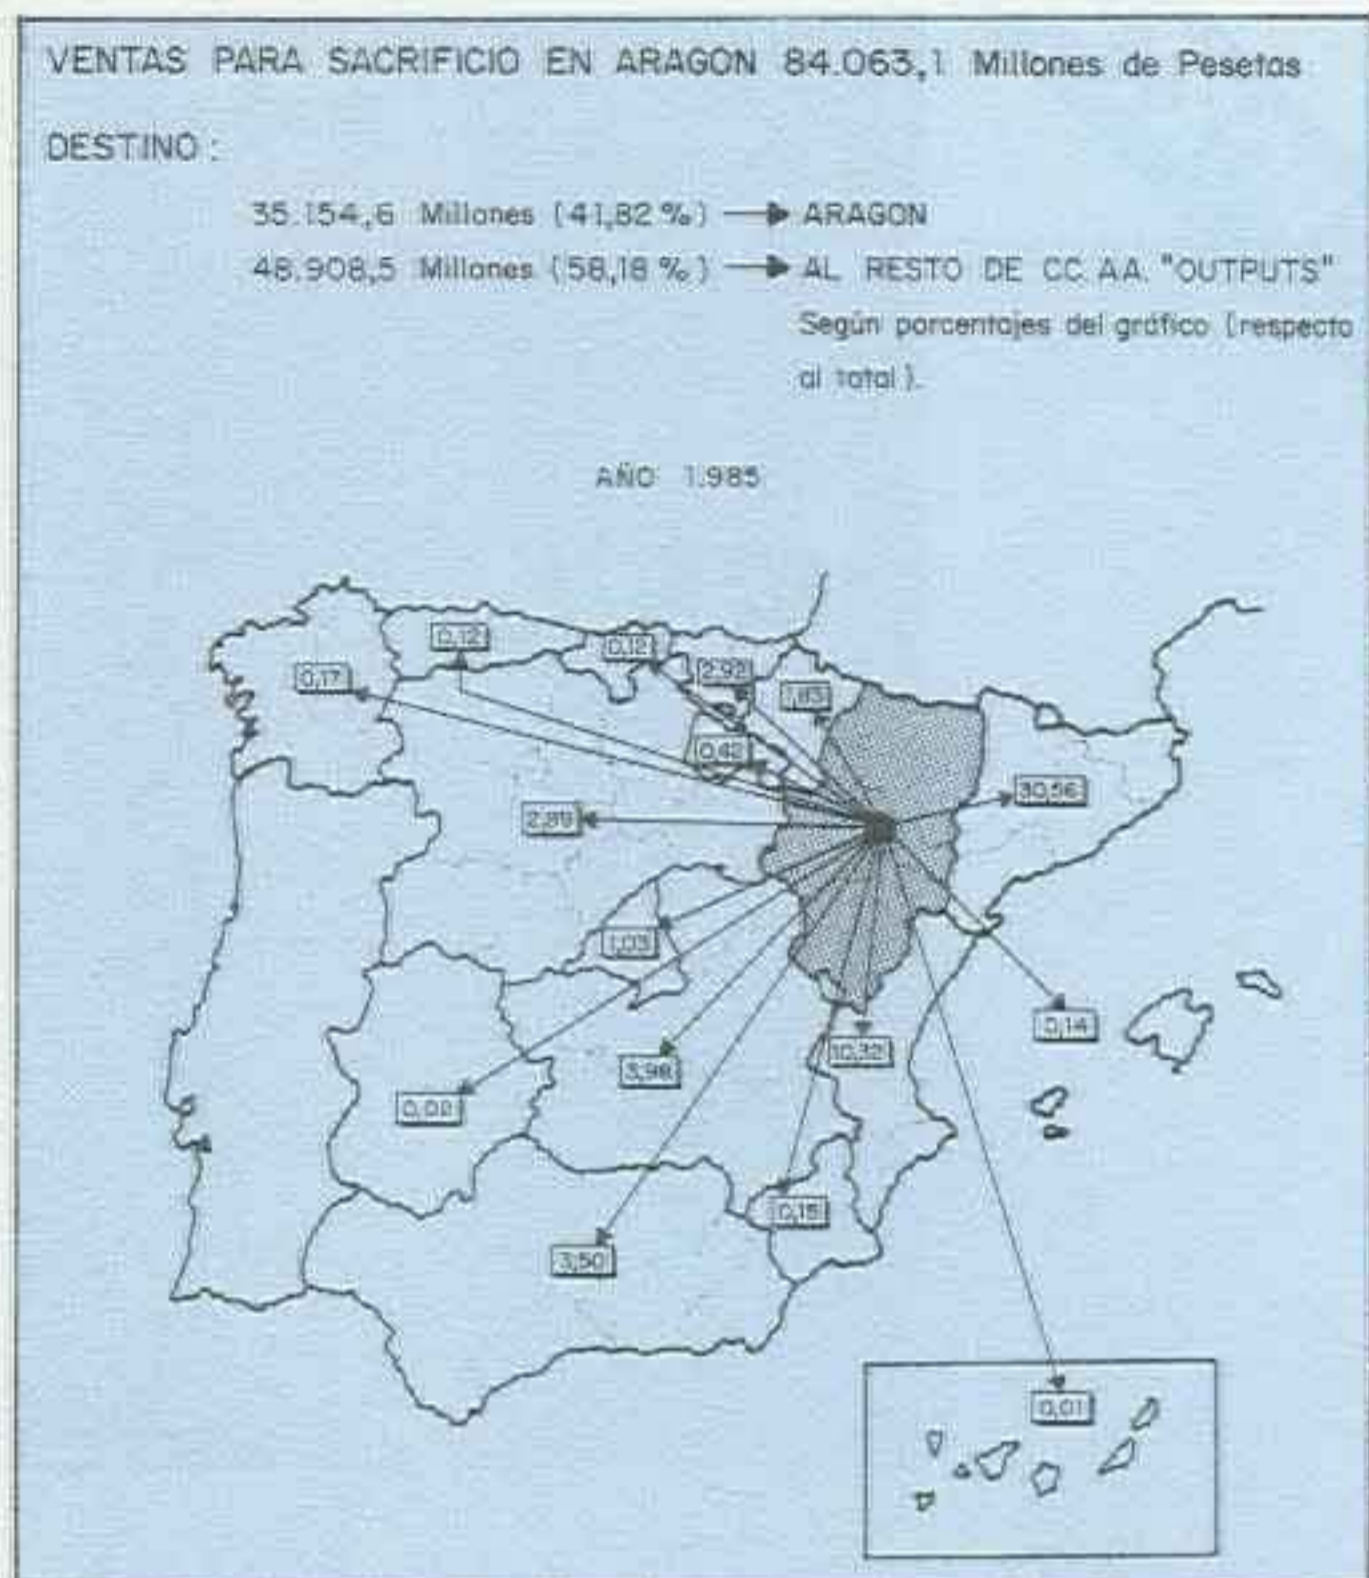 VENTAS PARA SACRIFICIO EN ARAGON 84.063,1 Millones de Pesetas
DESTINO :
35.154,6 Millones (41,82 %) → ARAGON
48.908,5 Millones (58,18 %) → AL RESTO DE CC. AA. "OUTPUTS"
Según porcentajes del gráfico (respecto
al total).
AÑO 1.985
0,12
0,12
0,17
2,92
1,83
0,42
30,56
2,89
1,03
0,14
10,32
3,98
0,02
0,15
3,50
0,01